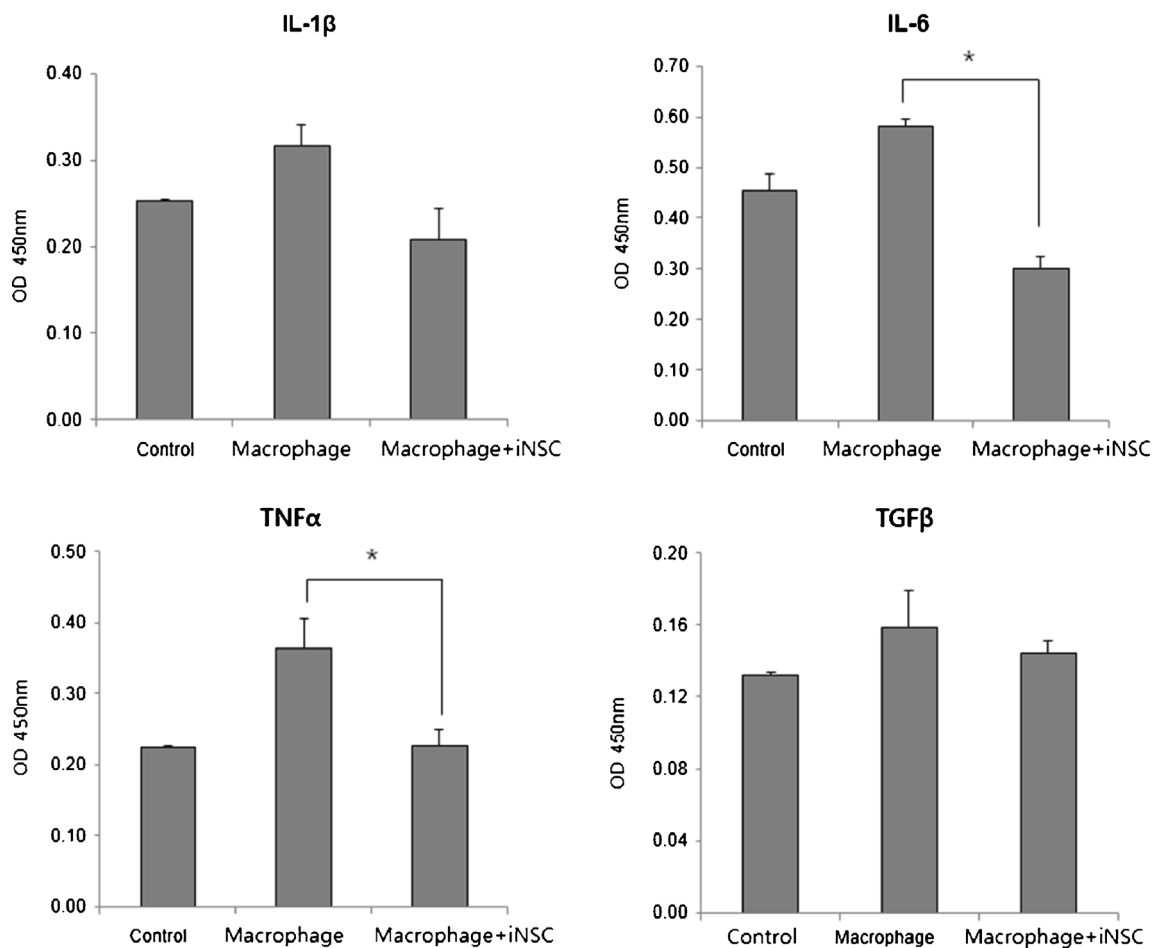 IL-1β
0.40
0.30
0.20
0.10
0.00
OD 450nm
Control Macrophage Macrophage+iNSC
IL-6
*
0.70
0.60
0.50
0.40
0.30
0.20
0.10
0.00
OD 450nm
Control Macrophage Macrophage+iNSC
TNFα
*
0.50
0.40
0.30
0.20
0.10
0.00
OD 450nm
Control Macrophage Macrophage+iNSC
TGFβ
0.20
0.16
0.12
0.08
0.04
0.00
OD 450nm
Control Macrophage Macrophage+iNSC